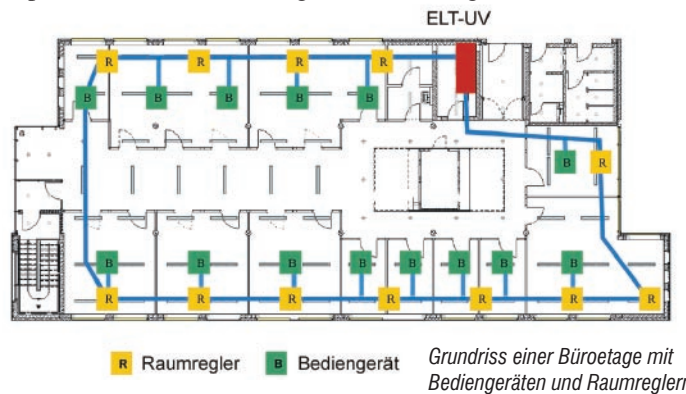 ELT-UV
R R R R
B B B B B
B R
B B B B B B B B
R R R R R R R
R Raumregler B Bediengerät
Grundriss einer Büroetage mit
Bediengeräten und Raumreglern